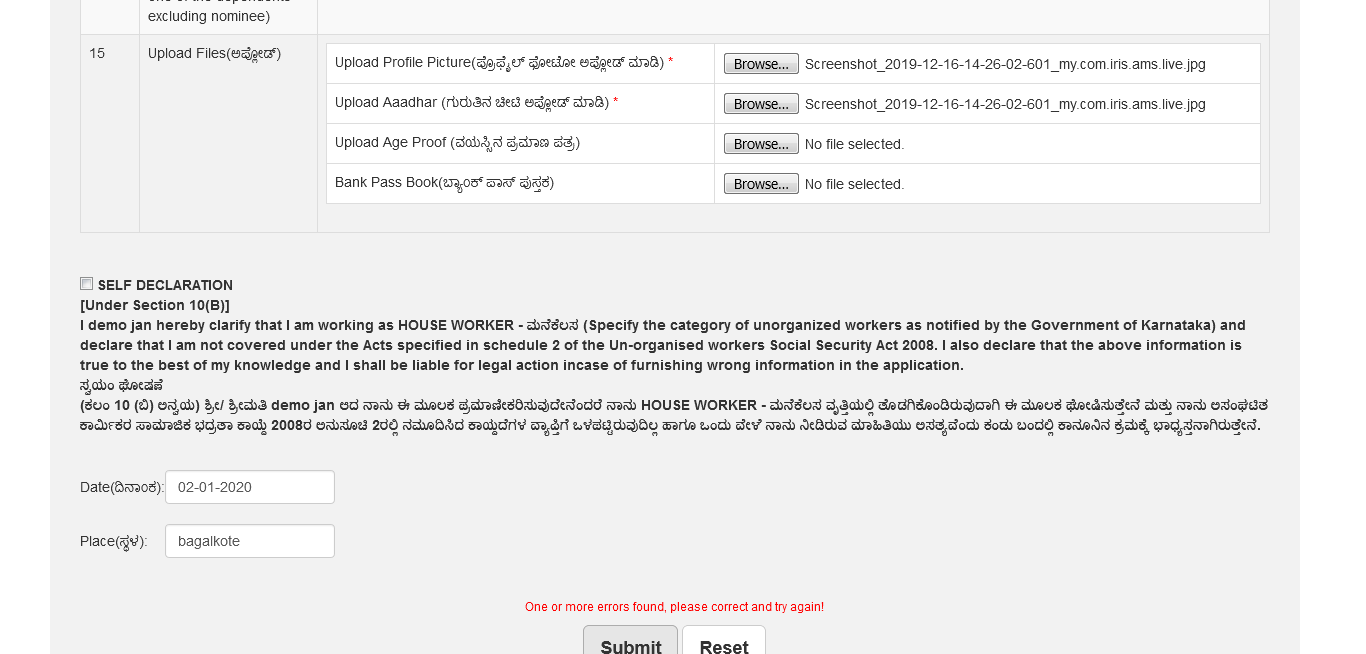 excluding nominee)
15 Upload Files(ಅಪ್ಲೋಡ್)
Upload Profile Picture(ಪ್ರೊಫೈಲ್ ಫೋಟೋ ಅಪ್ಲೋಡ್ ಮಾಡಿ) * Browse... Screenshot_2019-12-16-14-26-02-601_my.com.iris.ams.live.jpg
Upload Aaadhar (ಗುರುತಿನ ಚೀಟಿ ಅಪ್ಲೋಡ್ ಮಾಡಿ) * Browse... Screenshot_2019-12-16-14-26-02-601_my.com.iris.ams.live.jpg
Upload Age Proof (ವಯಸ್ಸಿನ ಪ್ರಮಾಣ ಪತ್ರ) Browse... No file selected.
Bank Pass Book(ಬ್ಯಾಂಕ್ ಪಾಸ್ ಪುಸ್ತಕ) Browse... No file selected.
SELF DECLARATION
[Under Section 10(B)]
I demo jan hereby clarify that I am working as HOUSE WORKER - ಮನೆಕೆಲಸ (Specify the category of unorganized workers as notified by the Government of Karnataka) and
declare that I am not covered under the Acts specified in schedule 2 of the Un-organised workers Social Security Act 2008. I also declare that the above information is
true to the best of my knowledge and I shall be liable for legal action incase of furnishing wrong information in the application.
ಸ್ವಯಂ ಘೋಷಣೆ
(ಕಲಂ 10 (ಬಿ) ಅನ್ವಯ) ಶ್ರೀ/ ಶ್ರೀಮತಿ demo jan ಆದ ನಾನು ಈ ಮೂಲಕ ಪ್ರಮಾಣೀಕರಿಸುವುದೇನೆಂದರೆ ನಾನು HOUSE WORKER - ಮನೆಕೆಲಸ ವೃತ್ತಿಯಲ್ಲಿ ತೊಡಗಿಕೊಂಡಿರುವುದಾಗಿ ಈ ಮೂಲಕ ಘೋಷಿಸುತ್ತೇನೆ ಮತ್ತು ನಾನು ಅಸಂಘಟಿತ
ಕಾರ್ಮಿಕರ ಸಾಮಾಜಿಕ ಭದ್ರತಾ ಕಾಯ್ದೆ 2008ರ ಅನುಸೂಚಿ 2ರಲ್ಲಿ ನಮೂದಿಸಿದ ಕಾಯ್ದೆದೆಗಳ ವ್ಯಾಪ್ತಿಗೆ ಒಳಪಟ್ಟಿರುವುದಿಲ್ಲ ಹಾಗೂ ಒಂದು ವೇಳೆ ನಾನು ನೀಡಿರುವ ಮಾಹಿತಿಯು ಅಸತ್ಯವೆಂದು ಕಂಡು ಬಂದಲ್ಲಿ ಕಾನೂನಿನ ಕ್ರಮಕ್ಕೆ ಭಾಧ್ಯಸ್ತನಾಗಿರುತ್ತೇನೆ.
Date(ದಿನಾಂಕ): 02-01-2020
Place(ಸ್ಥಳ): bagalkote
One or more errors found, please correct and try again!
Submit Reset